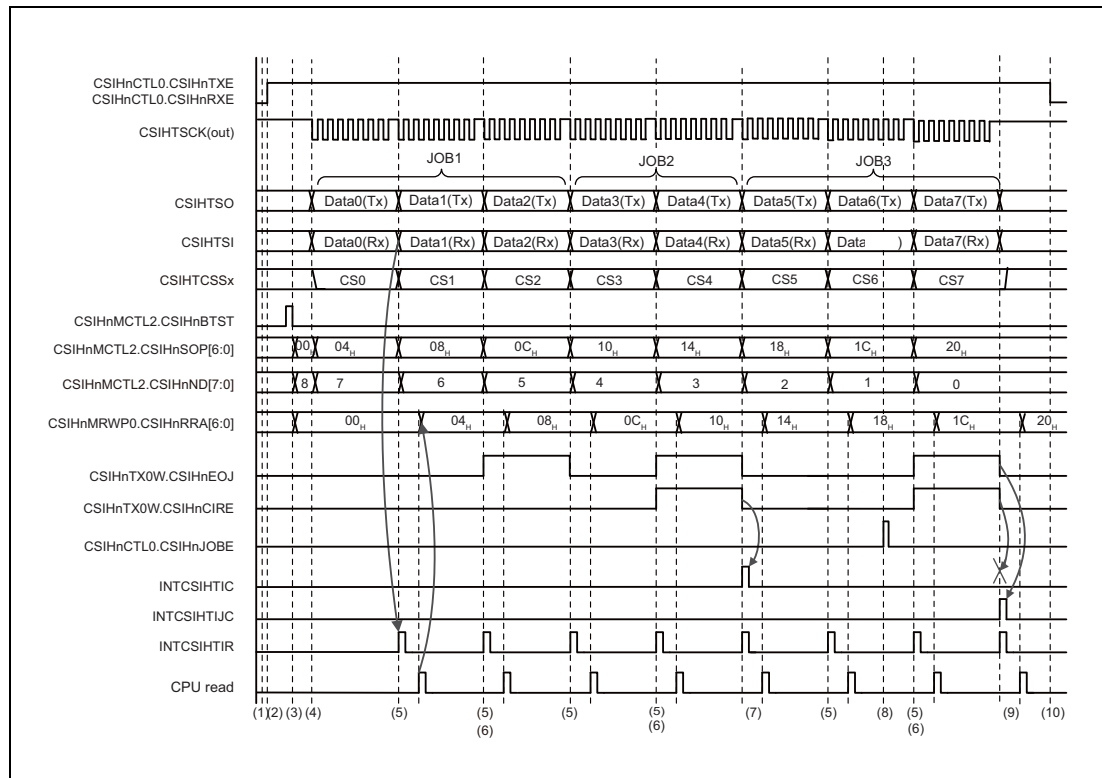 CSIHnCTL0.CSIHnTXE
CSIHnCTL0.CSIHnRXE
CSIHTSCK(out)
JOB1 JOB2 JOB3
CSIHTSO Data0(Tx) Data1(Tx) Data2(Tx) Data3(Tx) Data4(Tx) Data5(Tx) Data6(Tx) Data7(Tx)
CSIHTSI Data0(Rx) Data1(Rx) Data2(Rx) Data3(Rx) Data4(Rx) Data5(Rx) Data ) Data7(Rx)
CSIHTCSSx CS0 CS1 CS2 CS3 CS4 CS5 CS6 CS7
CSIHnMCTL2.CSIHnBTST
CSIHnMCTL2.CSIHnSOP[6:0] 00H 04H 08H 0CH 10H 14H 18H 1CH 20H
CSIHnMCTL2.CSIHnND[7:0] 8 7 6 5 4 3 2 1 0
CSIHnMRWP0.CSIHnRRA[6:0] 00H 04H 08H 0CH 10H 14H 18H 1CH 20H
CSIHnTX0W.CSIHnEOJ
CSIHnTX0W.CSIHnCIRE
CSIHnCTL0.CSIHnJOBE
INTCSIHTIC
INTCSIHTIJC
INTCSIHTIR
CPU read
(1) (2) (3) (4) (5) (5) (5) (5) (7) (5) (8) (5) (9) (10)
(6) (6) (6)